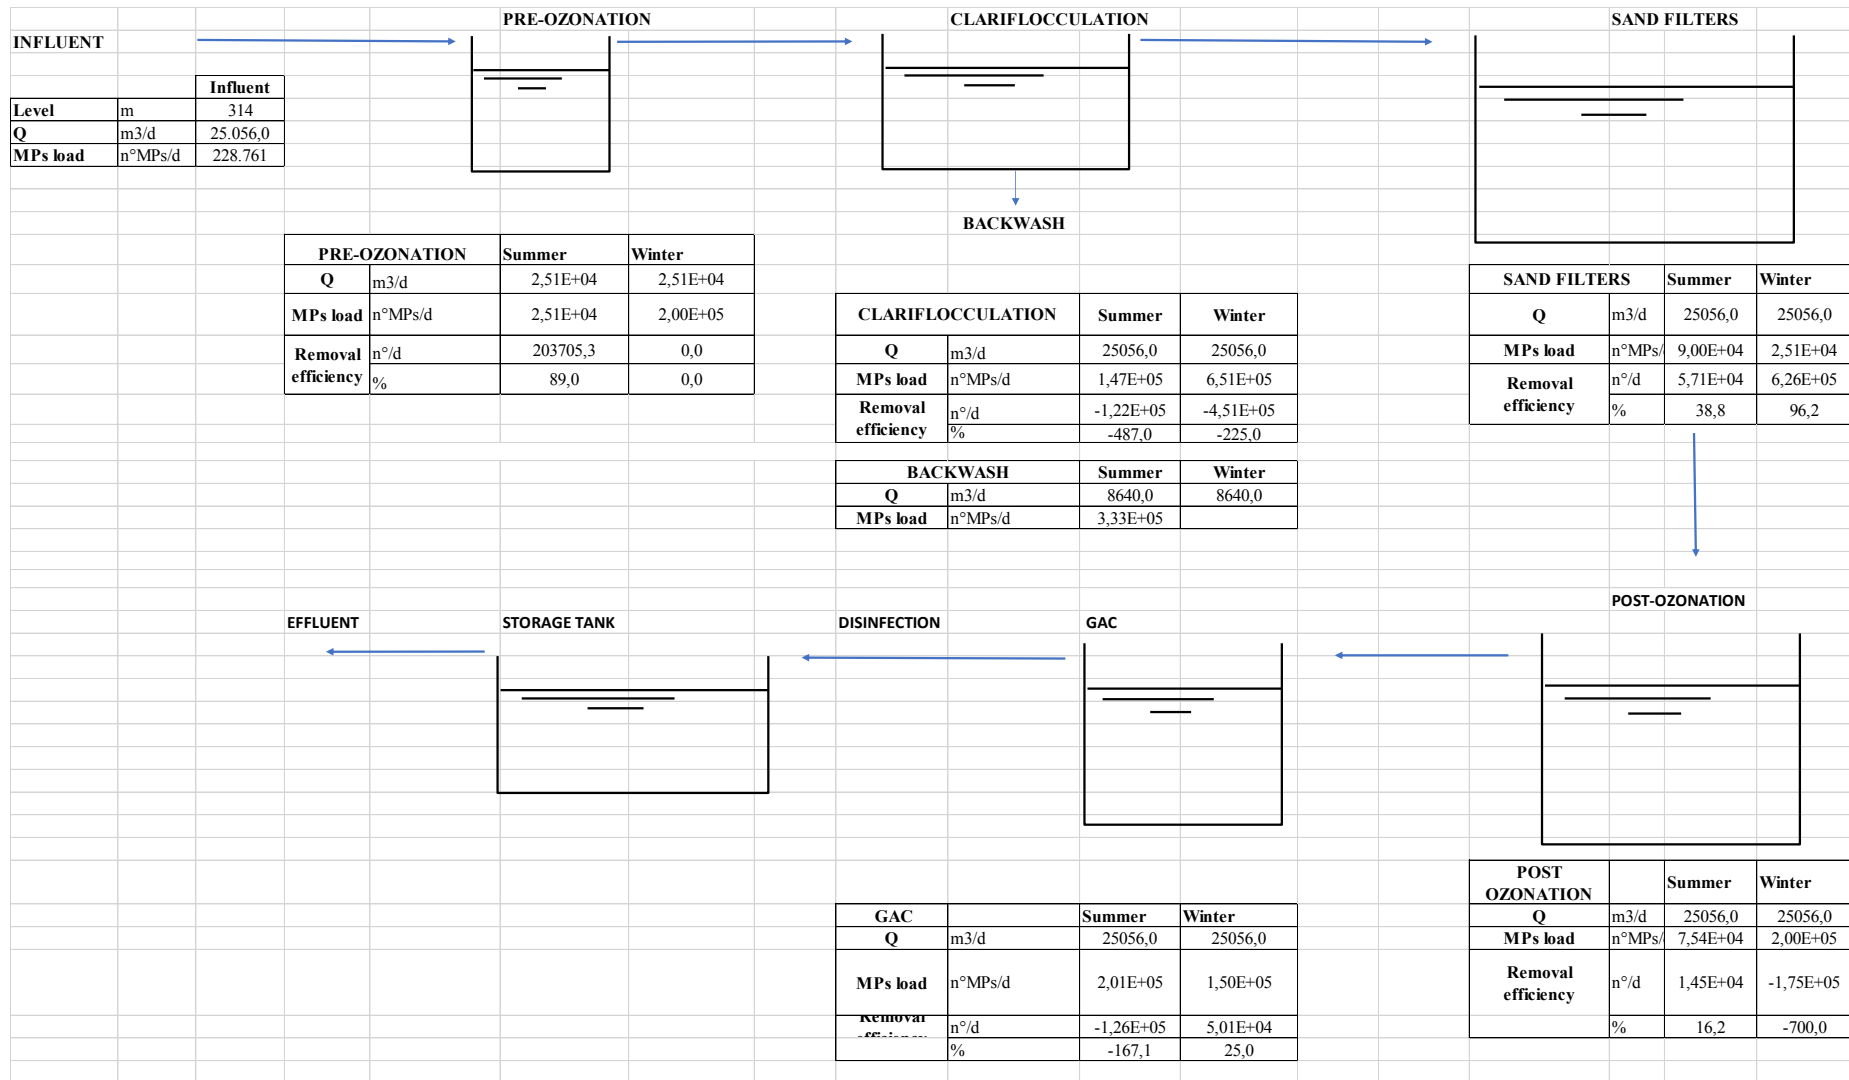 PRE-OZONATION CLARIFLOCCULATION SAND FILTERS
INFLUENT
Influent
Level m 314
Q m3/d 25.056,0
MPs load n°MPs/d 228.761
BACKWASH
PRE-OZONATION Summer Winter
Q m3/d 2,51E+04 2,51E+04
MPs load n°MPs/d 2,51E+04 2,00E+05
Removal efficiency n°/d 203705,3 0,0
% 89,0 0,0
CLARIFLOCCULATION Summer Winter
Q m3/d 25056,0 25056,0
MPs load n°MPs/d 1,47E+05 6,51E+05
Removal efficiency n°/d -1,22E+05 -4,51E+05
% -487,0 -225,0
BACKWASH Summer Winter
Q m3/d 8640,0 8640,0
MPs load n°MPs/d 3,33E+05
SAND FILTERS Summer Winter
Q m3/d 25056,0 25056,0
MPs load n°MPs/ 9,00E+04 2,51E+04
Removal efficiency n°/d 5,71E+04 6,26E+05
% 38,8 96,2
POST-OZONATION
EFFLUENT STORAGE TANK DISINFECTION GAC
GAC Summer Winter
Q m3/d 25056,0 25056,0
MPs load n°MPs/d 2,01E+05 1,50E+05
Removal n°/d -1,26E+05 5,01E+04
% -167,1 25,0
POST OZONATION Summer Winter
Q m3/d 25056,0 25056,0
MPs load n°MPs/ 7,54E+04 2,00E+05
Removal efficiency n°/d 1,45E+04 -1,75E+05
% 16,2 -700,0